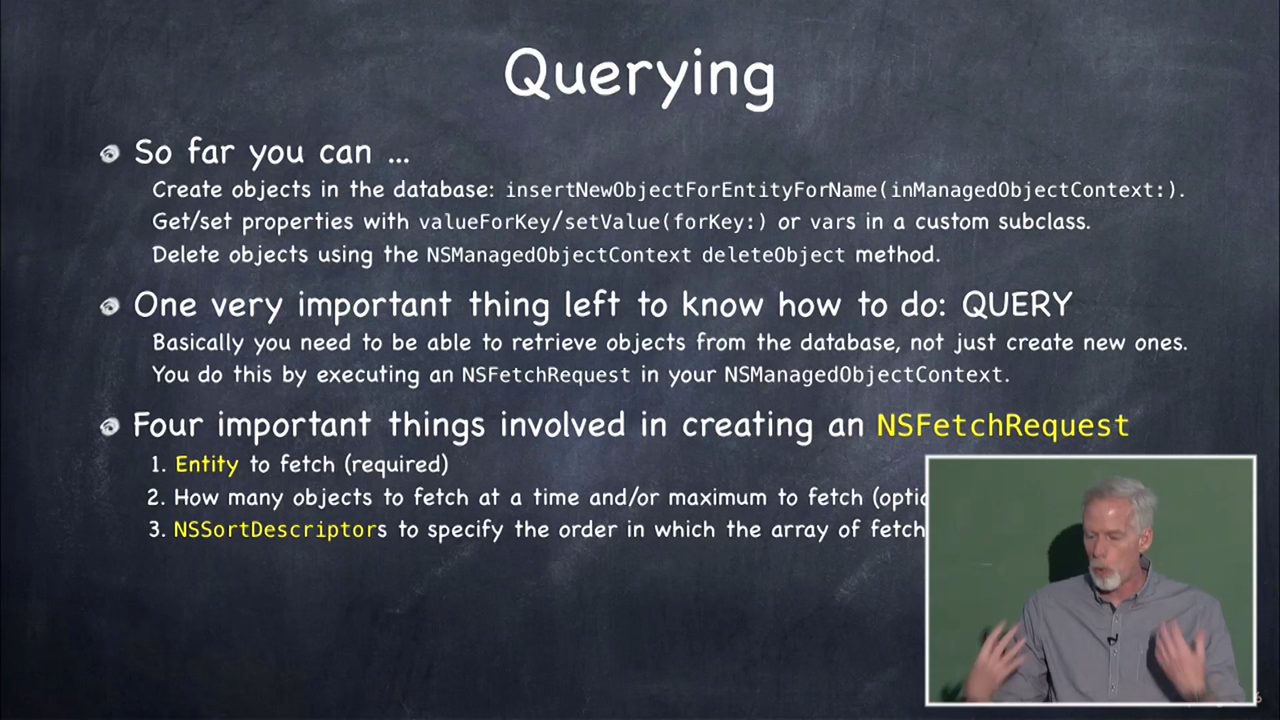 Querying
So far you can ...
Create objects in the database: insertNewObjectForEntityForName(inManagedObjectContext:).
Get/set properties with valueForKey/setValue(forKey:) or vars in a custom subclass.
Delete objects using the NSManagedObjectContext deleteObject method.
One very important thing left to know how to do: QUERY
Basically you need to be able to retrieve objects from the database, not just create new ones.
You do this by executing an NSFetchRequest in your NSManagedObjectContext.
Four important things involved in creating an NSFetchRequest
1. Entity to fetch (required)
2. How many objects to fetch at a time and/or maximum to fetch
3. NSSortDescriptors to specify the order in which the array of fetch